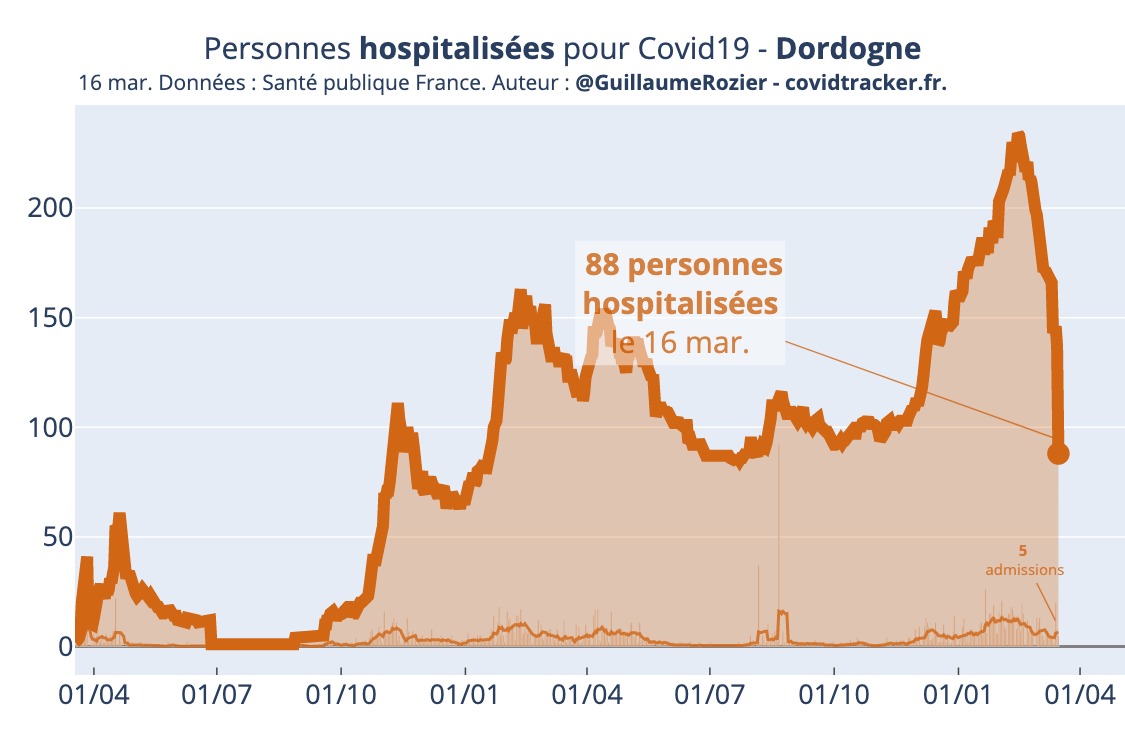 Personnes hospitalisées pour Covid19 - Dordogne
16 mar. Données : Santé publique France. Auteur : @GuillaumeRozier - covidtracker.fr.
200
150
100
50
0
88 personnes
hospitalisées
le 16 mar.
5
admissions
01/04
01/07
01/10
01/01
01/04
01/07
01/10
01/01
01/04